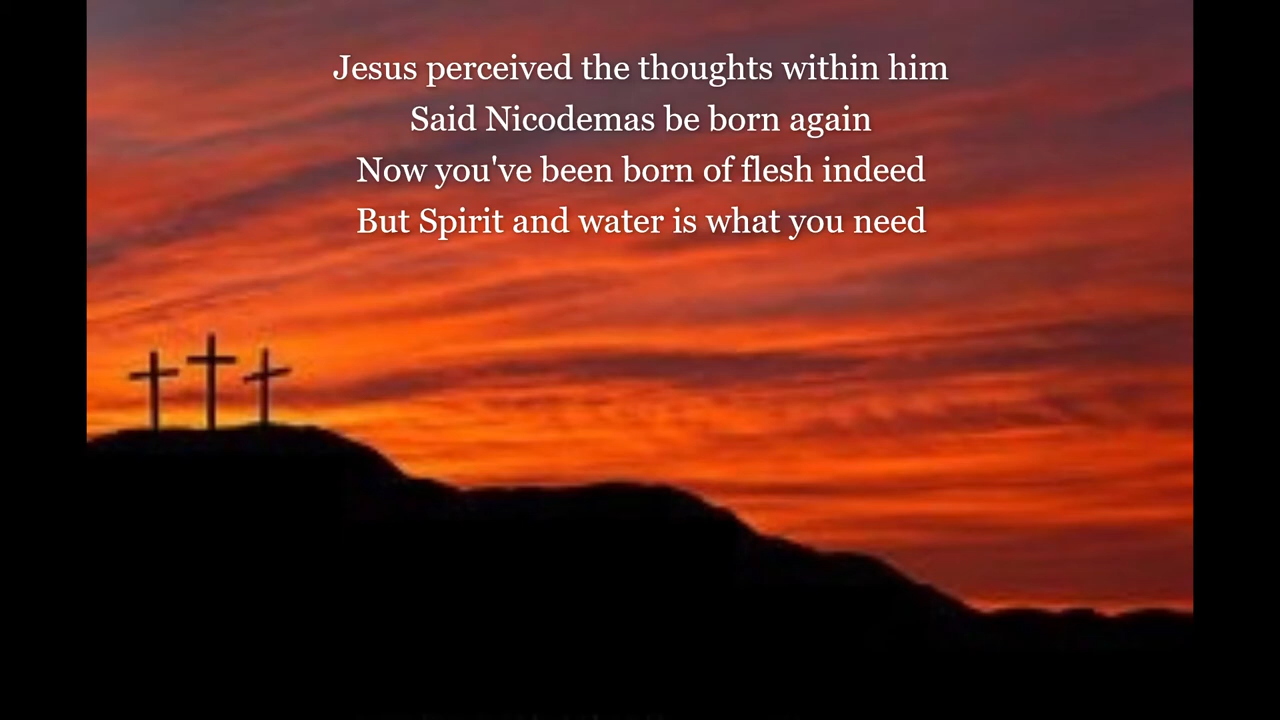 Jesus perceived the thoughts within him
Said Nicodemas be born again
Now you've been born of flesh indeed
But Spirit and water is what you need